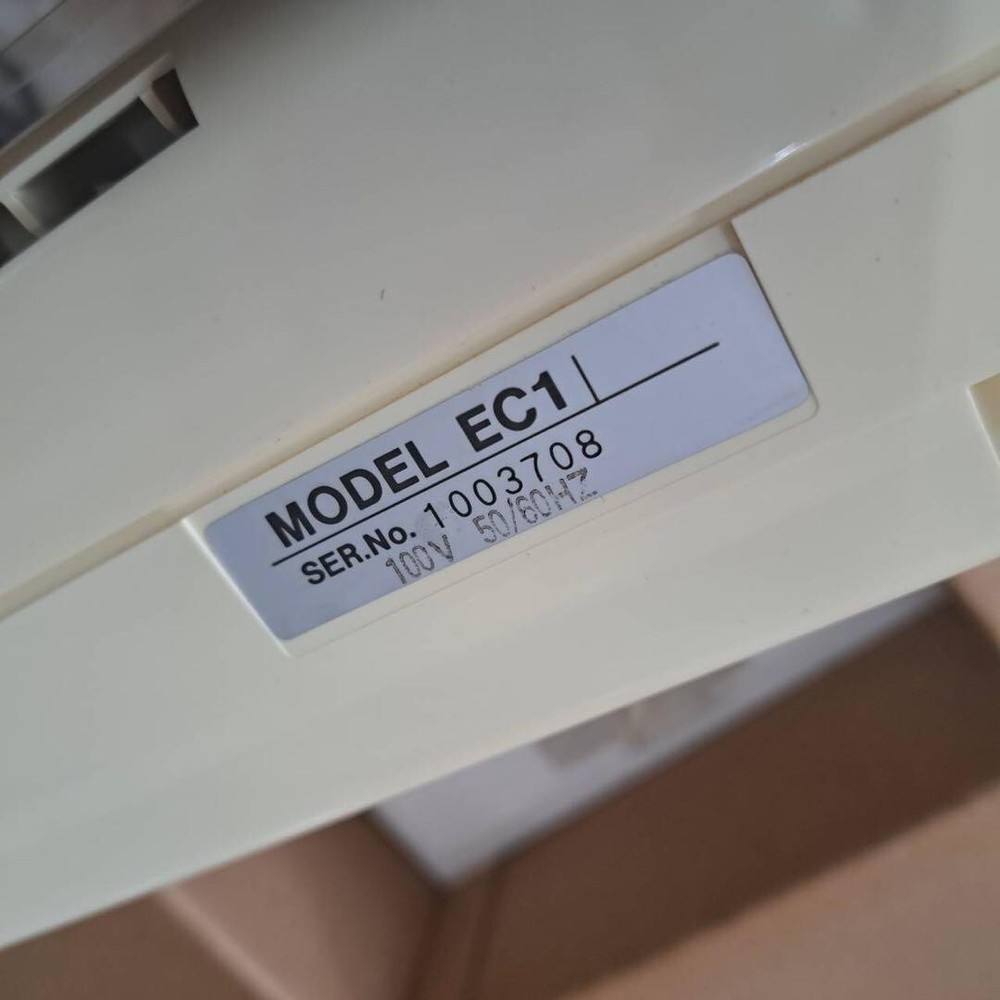 MODEL EC1
SER.No. 1003708
100V 50/60HZ